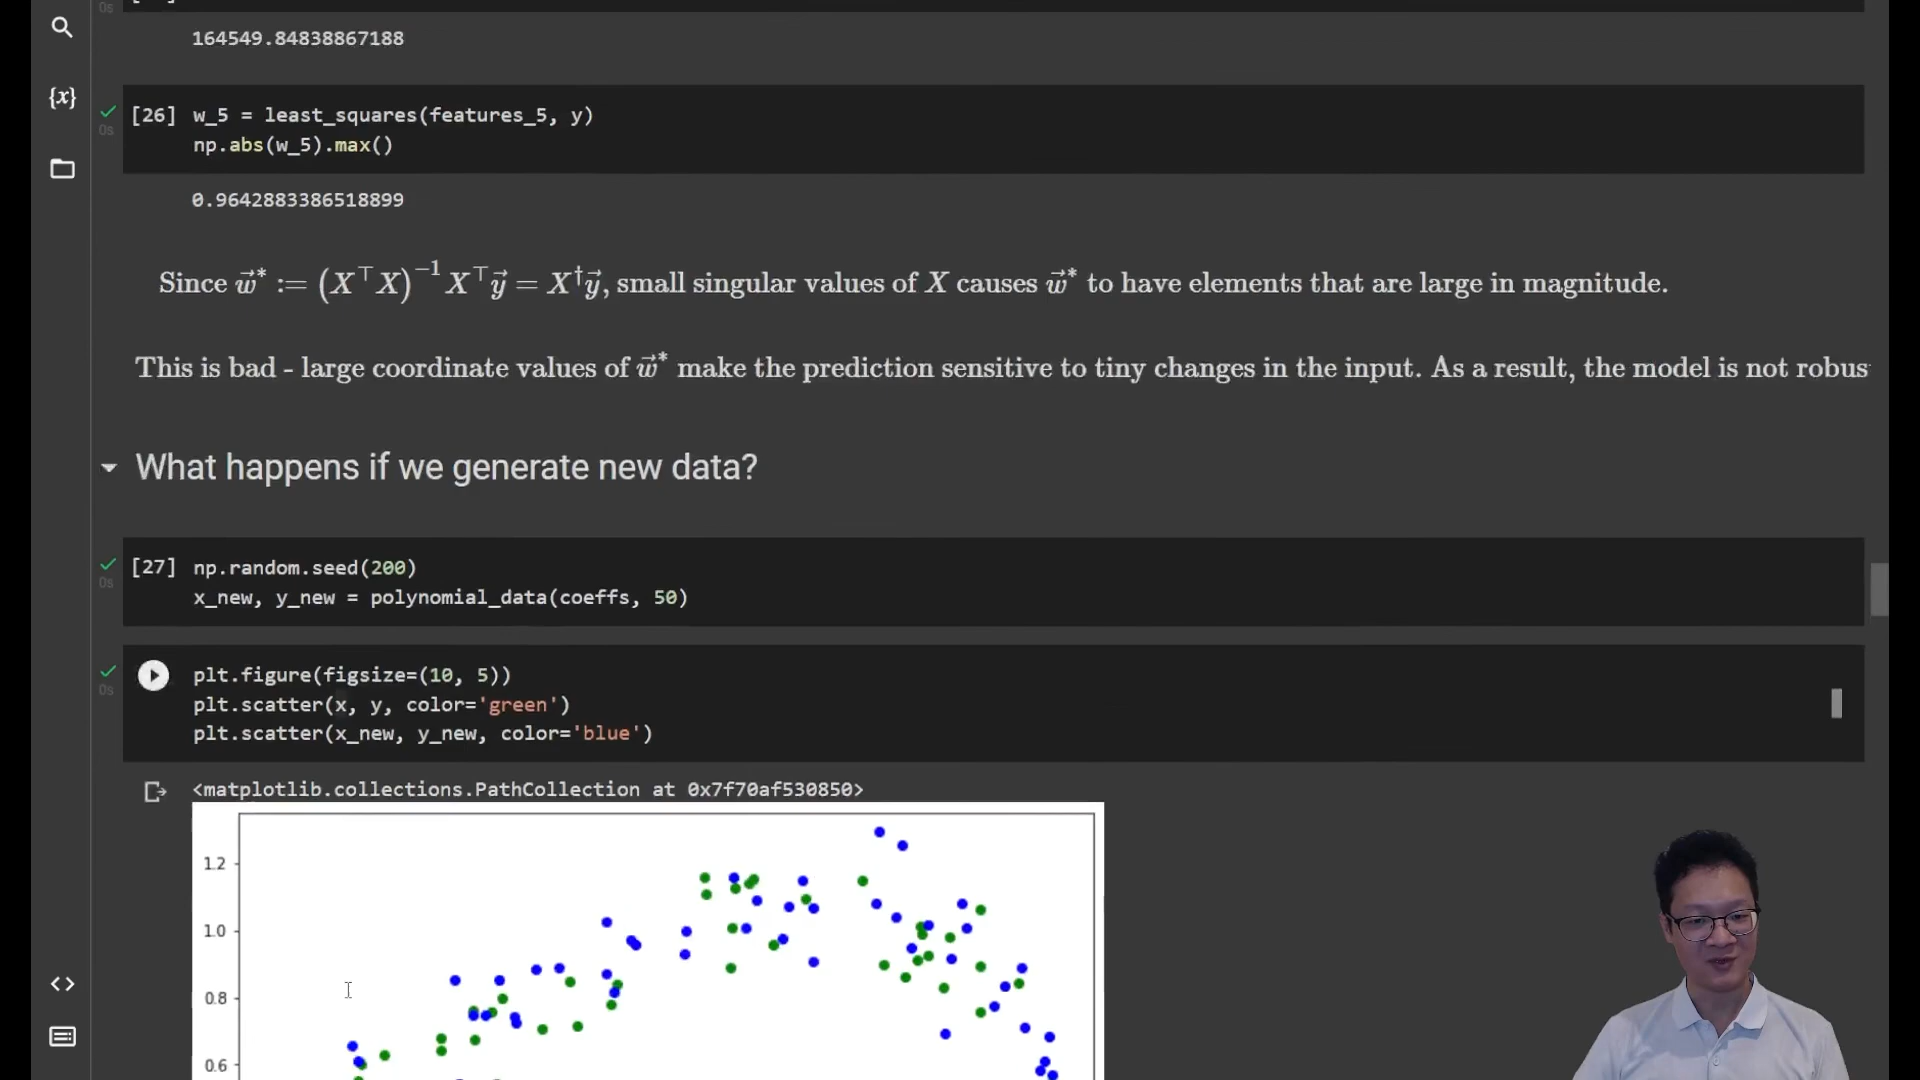 164549.84838867188
[26] w_5 = least_squares(features_5, y)
np.abs(w_5).max()
0s
0.9642883386518899
Since w⃗* := (X⊤X)⁻¹ X⊤y⃗ = X†y⃗, small singular values of X causes w⃗* to have elements that are large in magnitude.
This is bad - large coordinate values of w⃗* make the prediction sensitive to tiny changes in the input. As a result, the model is not robus
What happens if we generate new data?
[27] np.random.seed(200)
0s
x_new, y_new = polynomial_data(coeffs, 50)
plt.figure(figsize=(10, 5))
0s
plt.scatter(x, y, color='green')
plt.scatter(x_new, y_new, color='blue')
<matplotlib.collections.PathCollection at 0x7f70af530850>
1.2
1.0
0.8
0.6